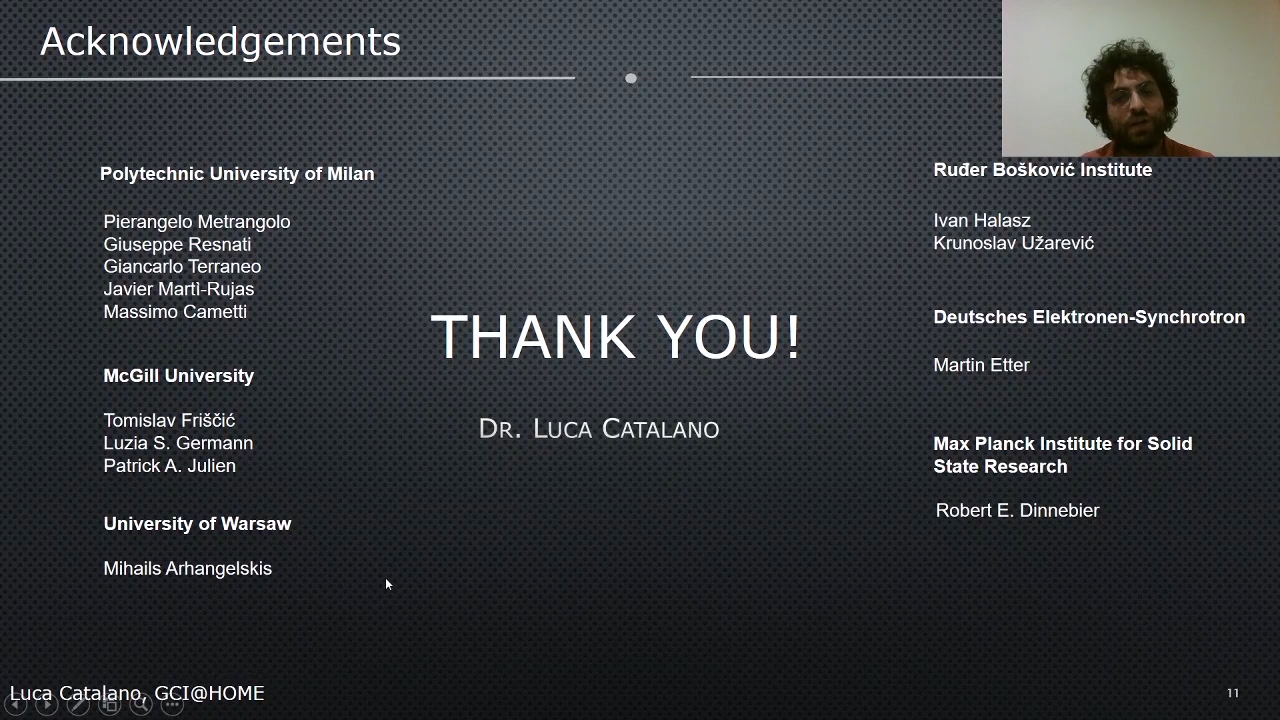 Acknowledgements
Polytechnic University of Milan
Pierangelo Metrangolo
Giuseppe Resnati
Giancarlo Terraneo
Javier Martì-Rujas
Massimo Cametti
McGill University
Tomislav Friščić
Luzia S. Germann
Patrick A. Julien
University of Warsaw
Mihails Arhangelskis
THANK YOU!
DR. LUCA CATALANO
Ruđer Bošković Institute
Ivan Halasz
Krunoslav Užarević
Deutsches Elektronen-Synchrotron
Martin Etter
Max Planck Institute for Solid
State Research
Robert E. Dinnebier
Luca Catalano, GCI@HOME
11